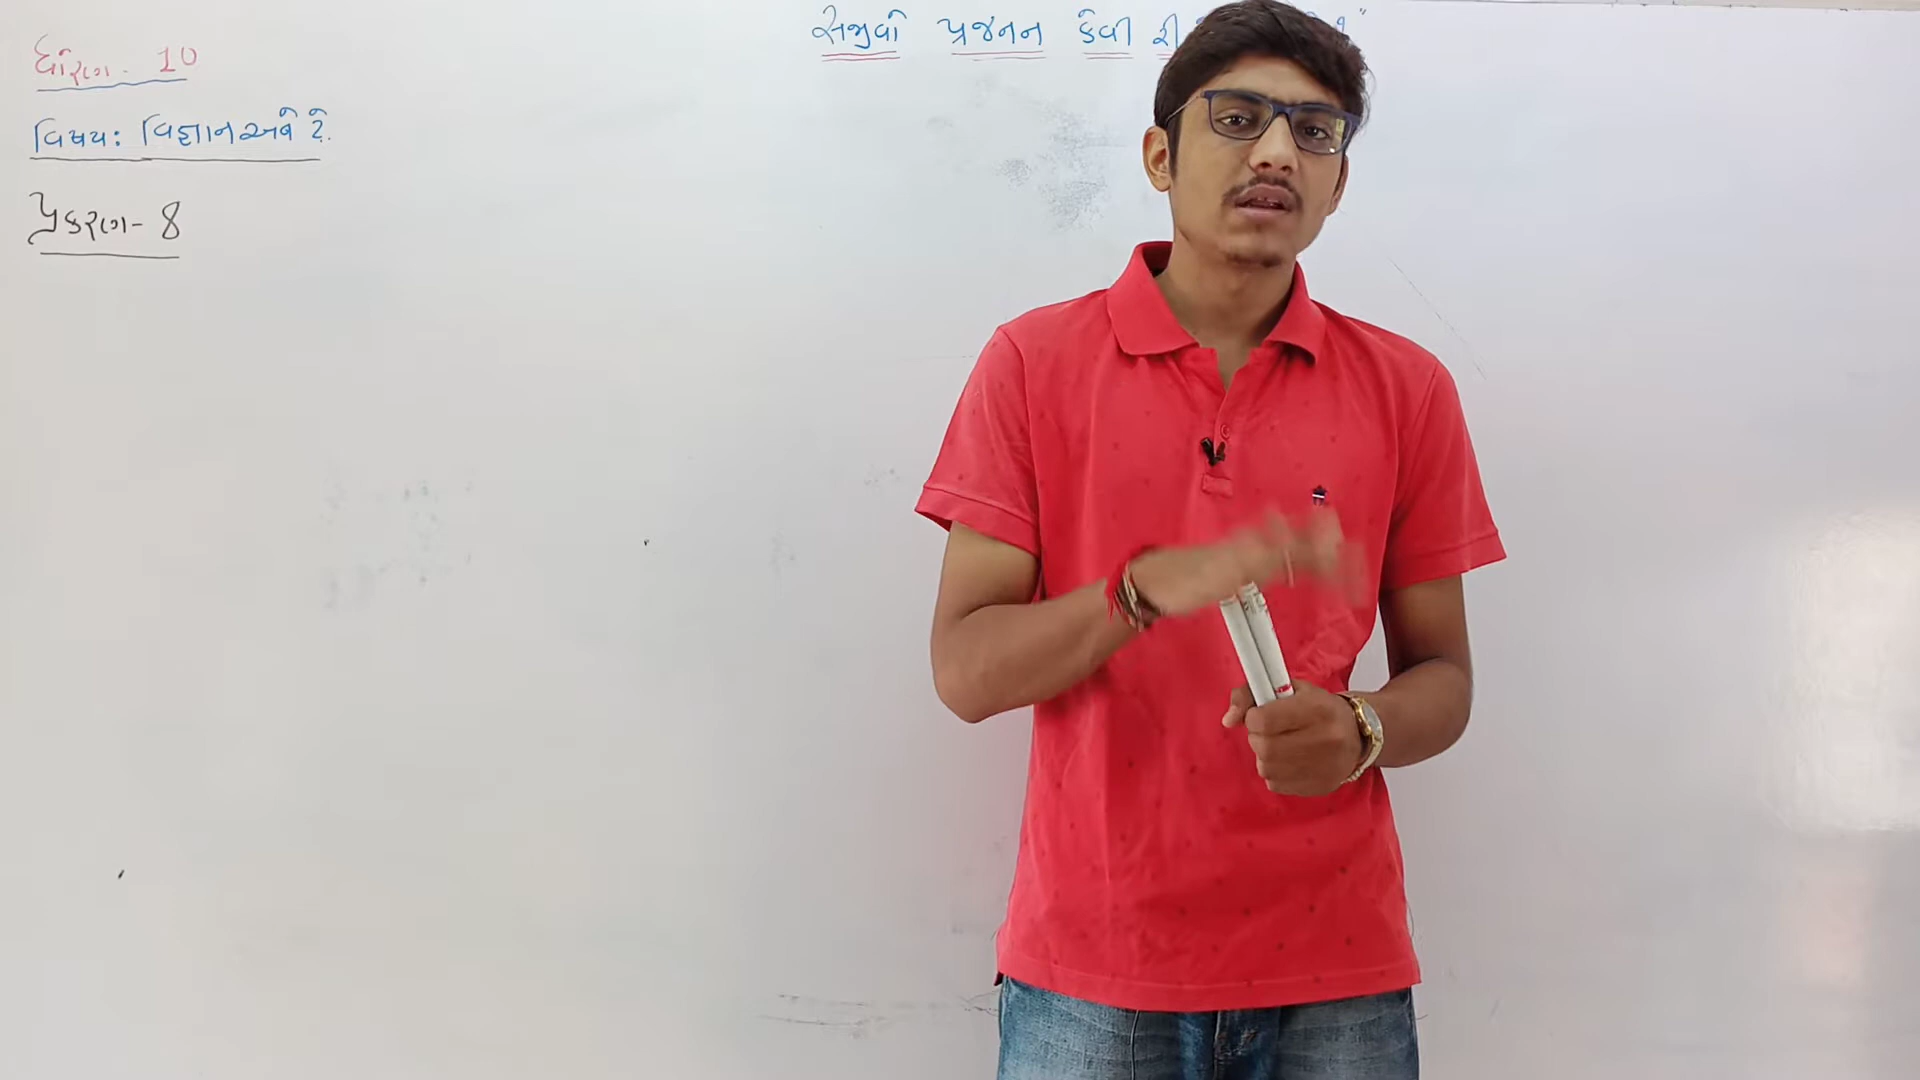 ધોરણ - 10
સજીવો પ્રજનન કેવી રી
વિષય: વિજ્ઞાન અને ટે.
પ્રકરણ - 8